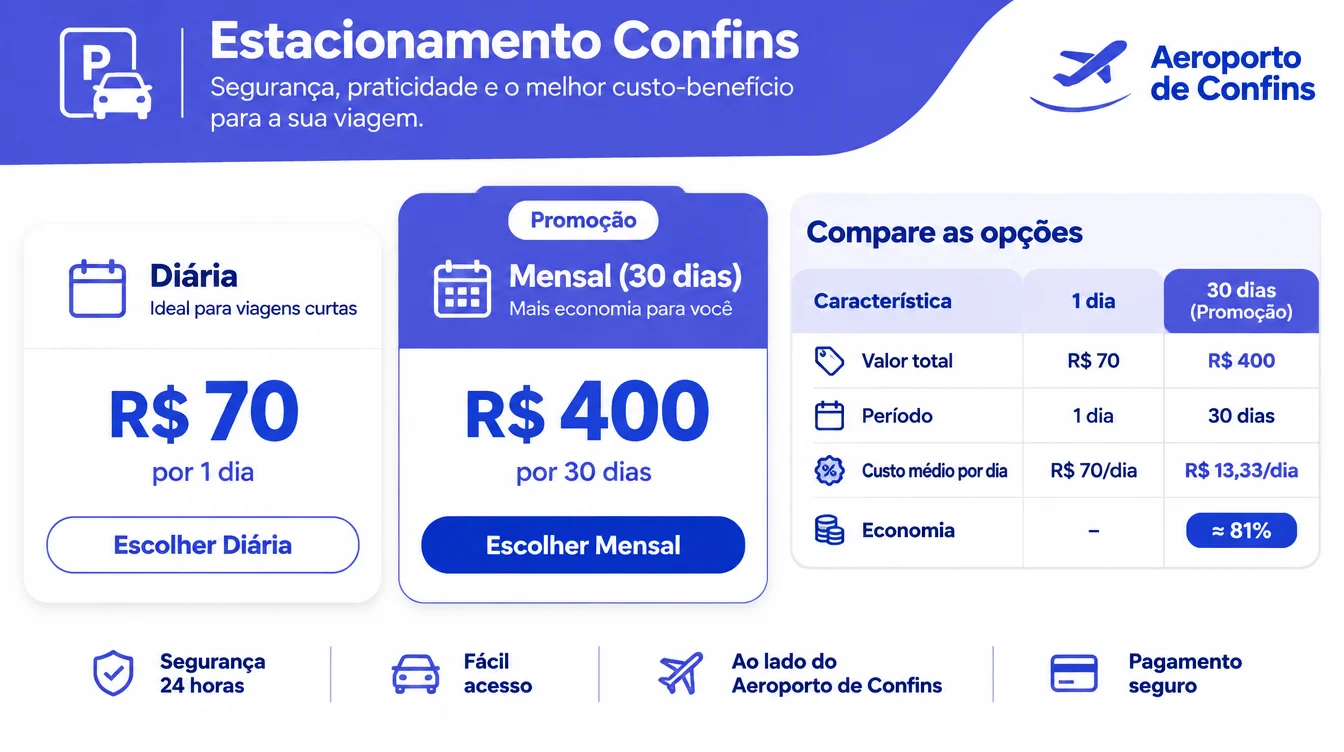 P
Estacionamento Confins
Segurança, praticidade e o melhor custo-benefício
para a sua viagem.
Aeroporto
de Confins
Diária
Ideal para viagens curtas
R$ 70
por 1 dia
Escolher Diária
Promoção
Mensal (30 dias)
Mais economia para você
R$ 400
por 30 dias
Escolher Mensal
Compare as opções
Característica 1 dia 30 dias
(Promoção)
Valor total R$ 70 R$ 400
Período 1 dia 30 dias
% Custo médio por dia R$ 70/dia R$ 13,33/dia
Economia – ≈ 81%
Segurança
24 horas
Fácil
acesso
Ao lado do
Aeroporto de Confins
Pagamento
seguro